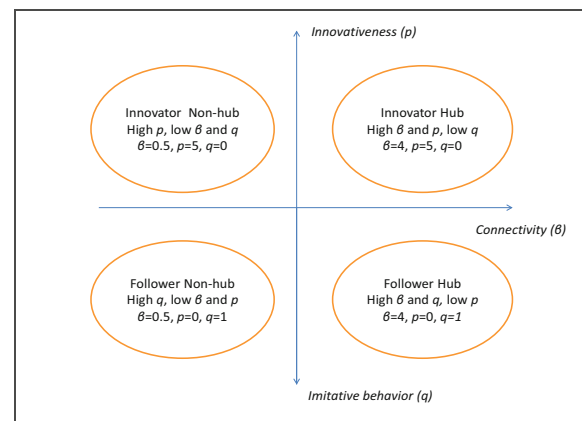 Innovativeness (p)
Innovator Non-hub
High p, low β and q
β=0.5, p=5, q=0
Innovator Hub
High β and p, low q
β=4, p=5, q=0
Connectivity (β)
Follower Non-hub
High q, low β and p
β=0.5, p=0, q=1
Follower Hub
High β and q, low p
β=4, p=0, q=1
Imitative behavior (q)